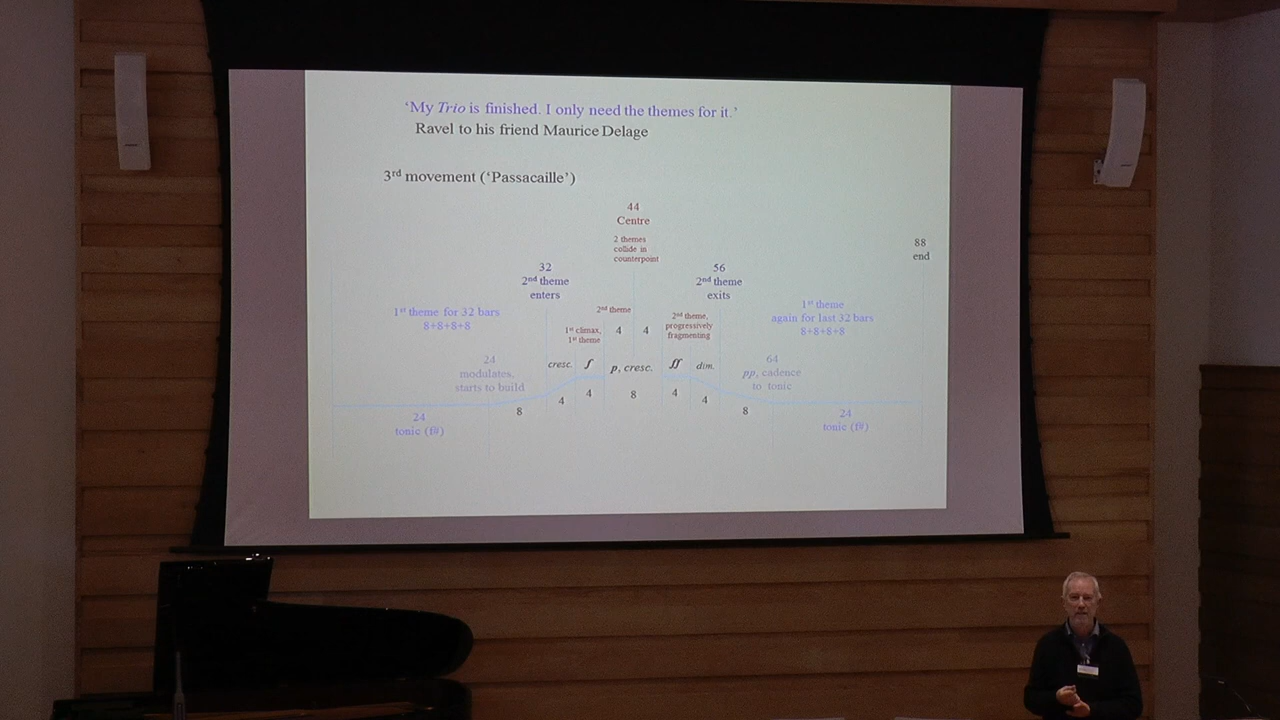 ‘My Trio is finished. I only need the themes for it.’
Ravel to his friend Maurice Delage
3rd movement (‘Passacaille’)
44
Centre
2 themes
collide in
counterpoint
88
end
32
2nd theme
enters
56
2nd theme
exits
1st theme for 32 bars
8+8+8+8
2nd theme
1st climax,
1st theme
4
4
2nd theme,
progressively
fragmenting
1st theme
again for last 32 bars
8+8+8+8
24
modulates,
starts to build
cresc.
f
p, cresc.
ff
dim.
64
pp, cadence
to tonic
8
4
4
8
4
4
8
24
tonic (f#)
24
tonic (f#)